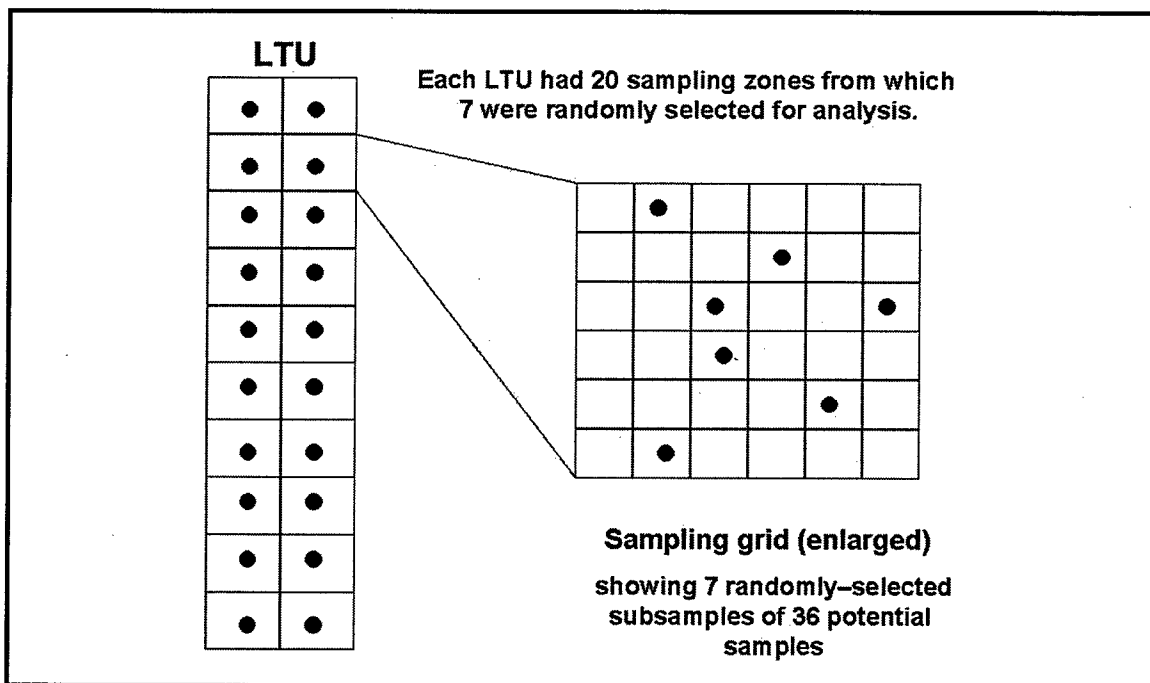 LTU
Each LTU had 20 sampling zones from which
7 were randomly selected for analysis.
Sampling grid (enlarged)
showing 7 randomly–selected
subsamples of 36 potential
samples